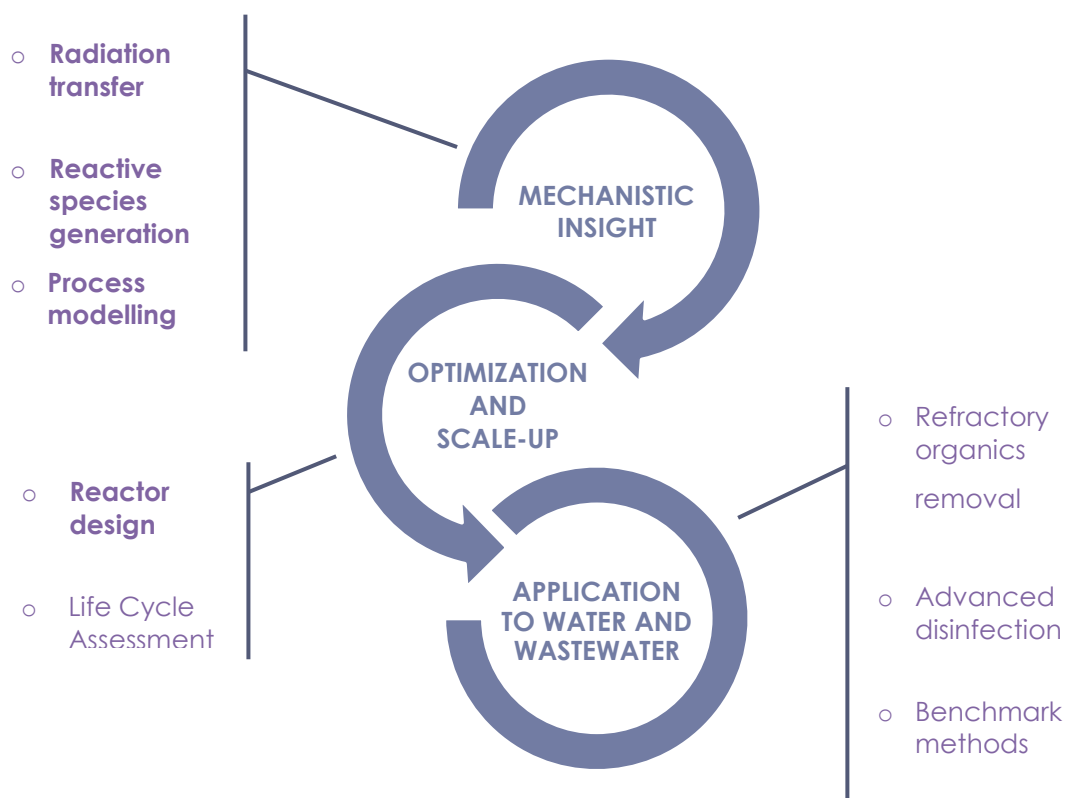 ○ Radiation
transfer
○ Reactive
species
generation
○ Process
modelling
MECHANISTIC
INSIGHT
OPTIMIZATION
AND
SCALE-UP
○ Reactor
design
○ Life Cycle
Assessment
APPLICATION
TO WATER AND
WASTEWATER
○ Refractory
organics
removal
○ Advanced
disinfection
○ Benchmark
methods